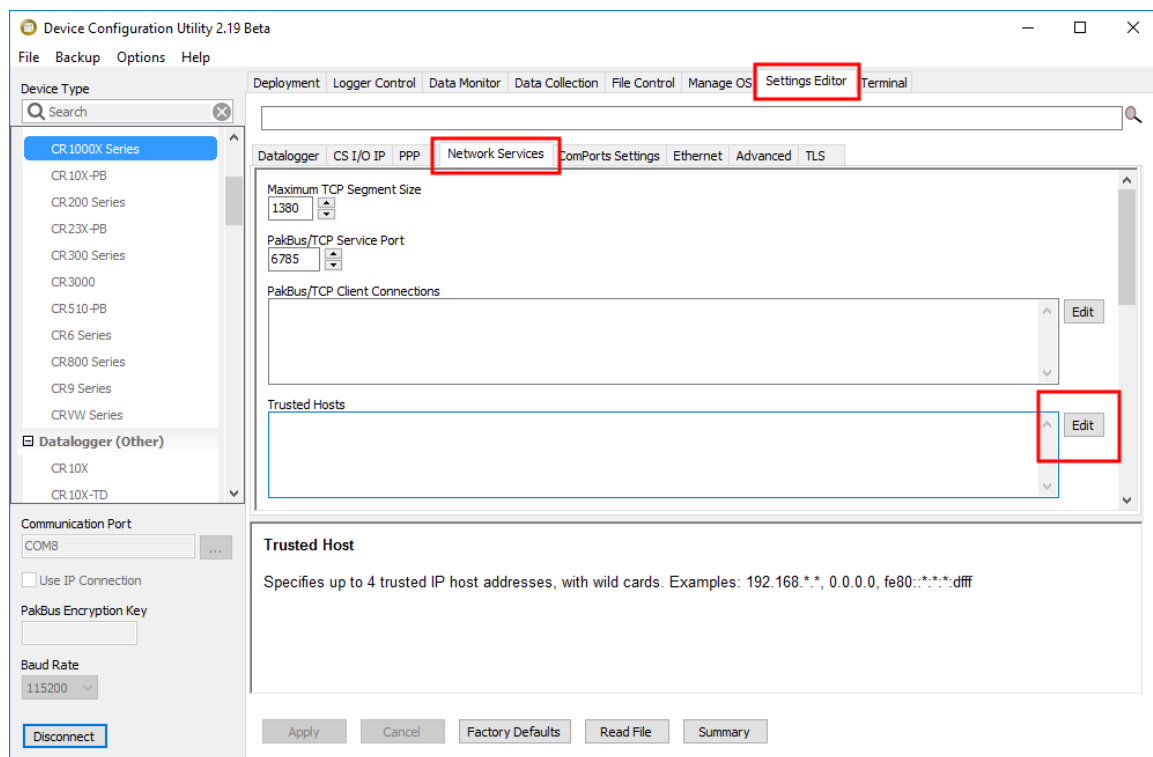 Device Configuration Utility 2.19 Beta
File Backup Options Help
Device Type
Search
CR1000X Series
CR10X-PB
CR200 Series
CR23X-PB
CR300 Series
CR3000
CR510-PB
CR6 Series
CR800 Series
CR9 Series
CRVW Series
Datalogger (Other)
CR10X
CR10X-TD
Communication Port
COM8
...
Use IP Connection
PakBus Encryption Key
Baud Rate
115200
Disconnect
Deployment Logger Control Data Monitor Data Collection File Control Manage OS Settings Editor Terminal
Datalogger CS I/O IP PPP Network Services ComPorts Settings Ethernet Advanced TLS
Maximum TCP Segment Size
1380
PakBus/TCP Service Port
6785
PakBus/TCP Client Connections
Edit
Trusted Hosts
Edit
Trusted Host
Specifies up to 4 trusted IP host addresses, with wild cards. Examples: 192.168.*.*, 0.0.0.0, fe80::*:*:*:dfff
Apply Cancel Factory Defaults Read File Summary